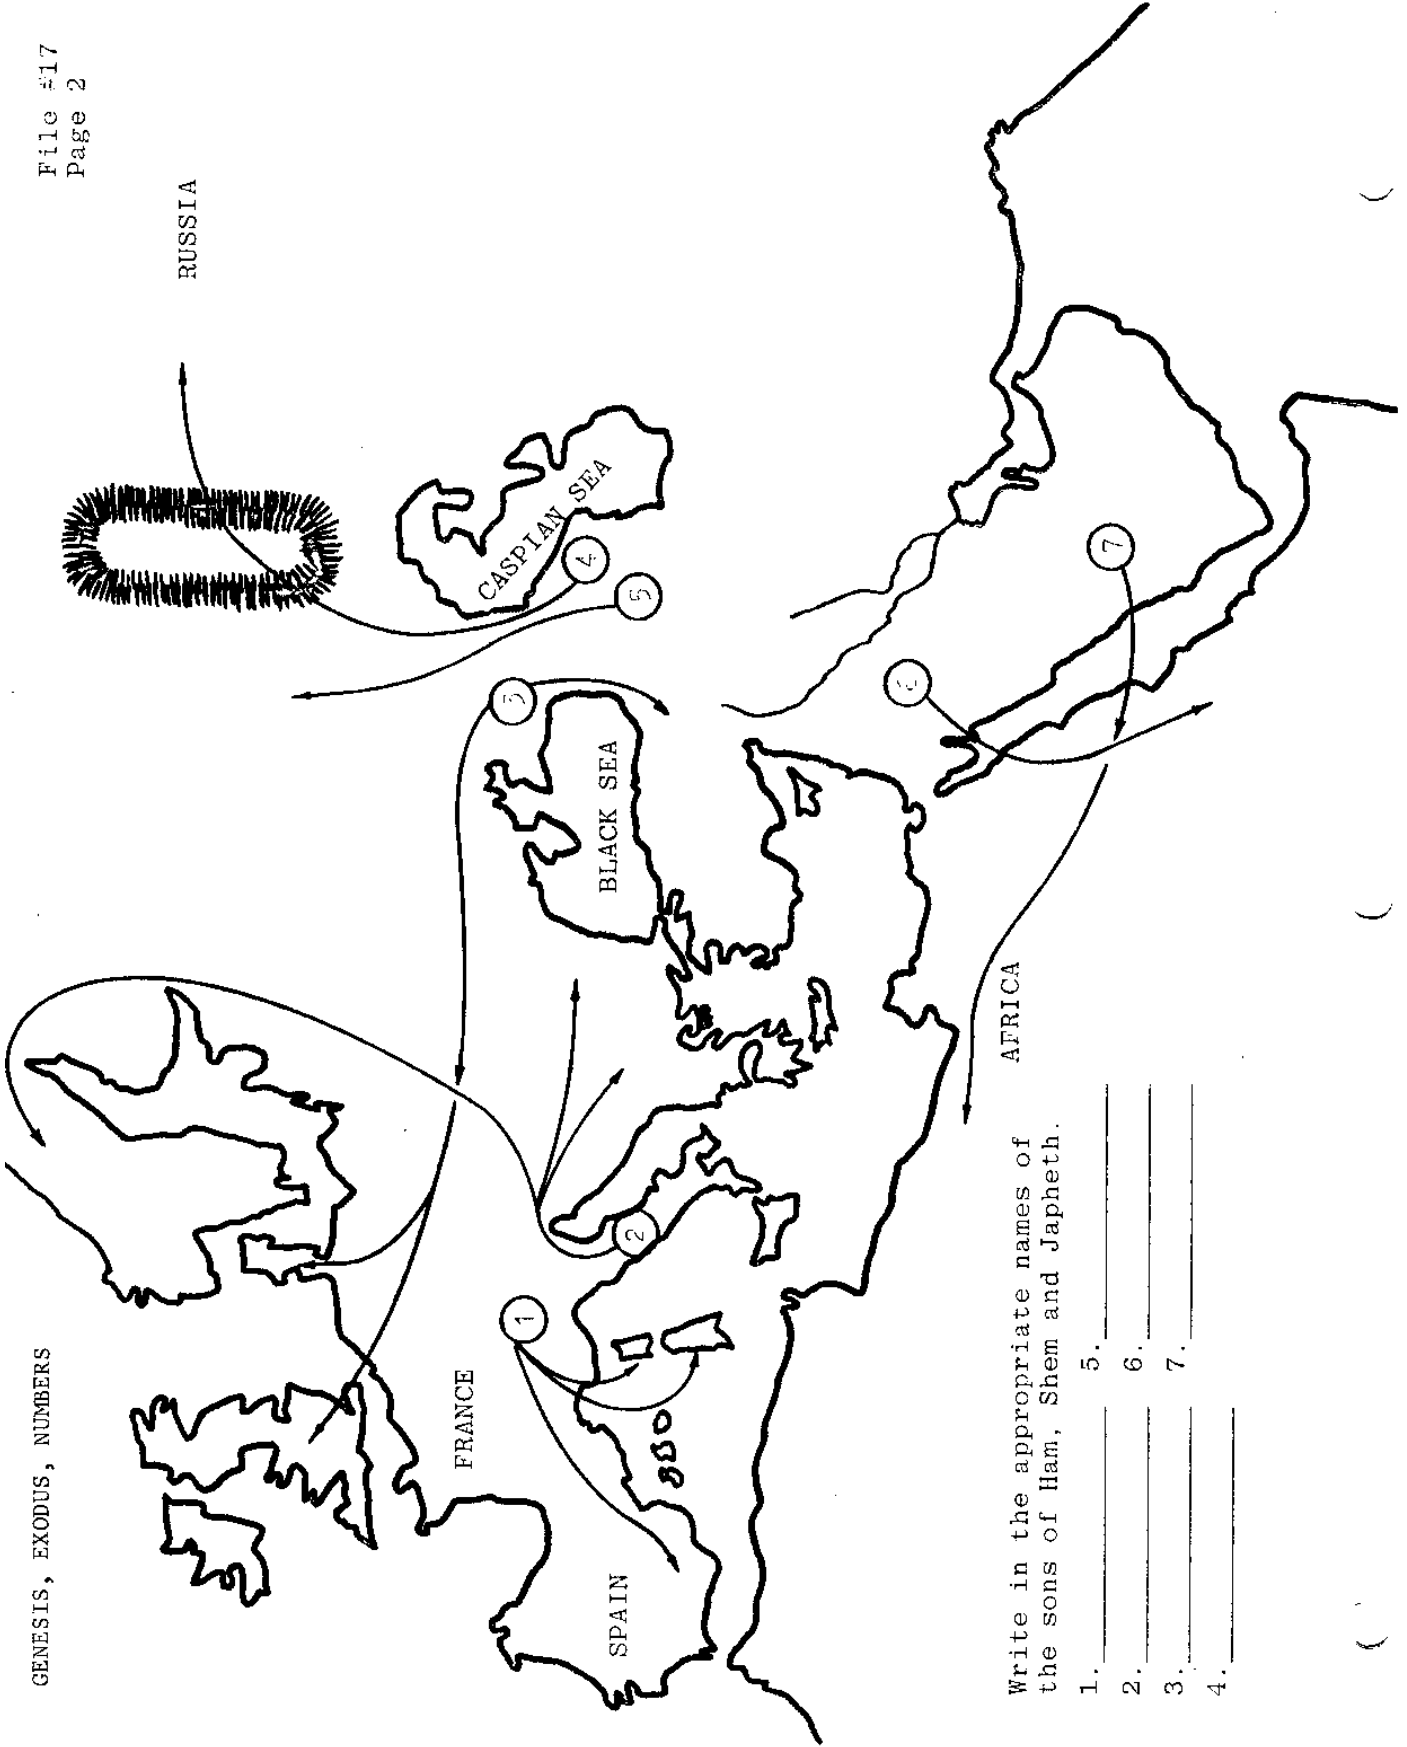 GENESIS, EXODUS, NUMBERS
File #17
Page 2
RUSSIA
CASPIAN SEA
BLACK SEA
FRANCE
SPAIN
AFRICA
1
2
3
4
5
7
Write in the appropriate names of
the sons of Ham, Shem and Japheth.
1. 5.
2. 6.
3. 7.
4.